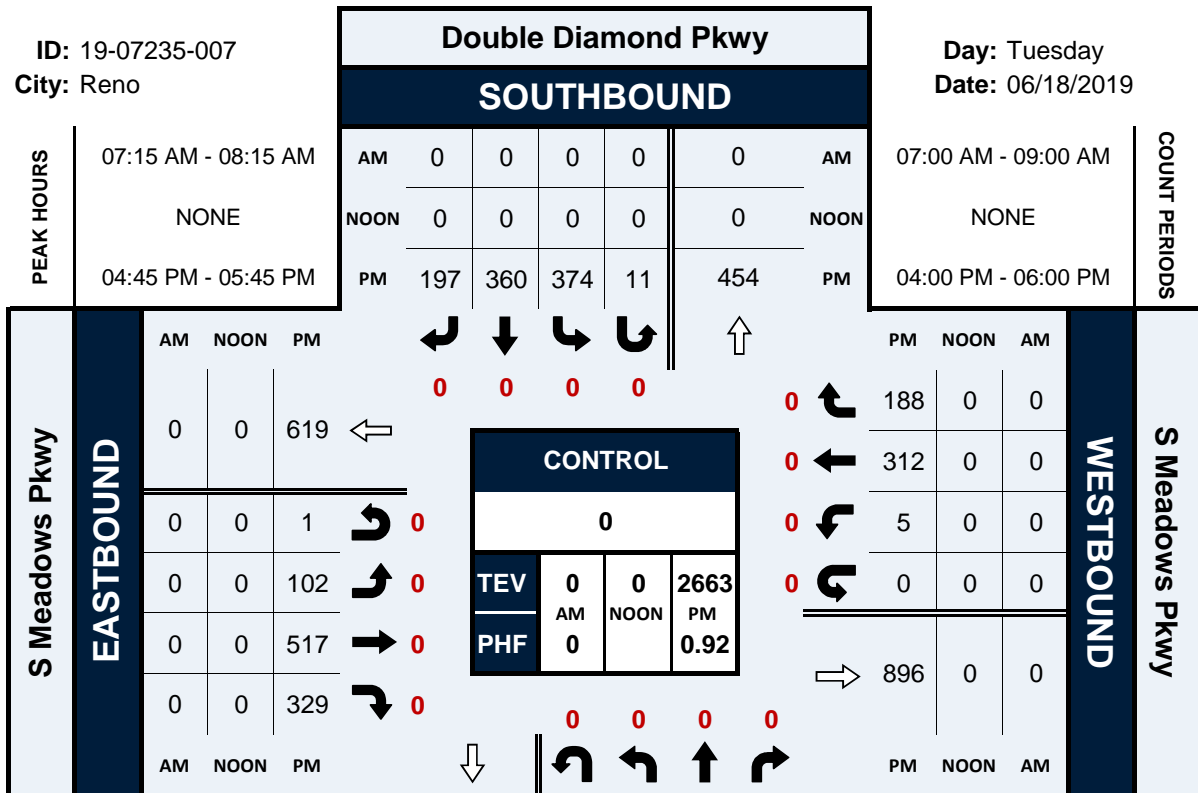 ID: 19-07235-007
City: Reno
Double Diamond Pkwy
SOUTHBOUND
Day: Tuesday
Date: 06/18/2019
PEAK HOURS
07:15 AM - 08:15 AM
NONE
04:45 PM - 05:45 PM
AM 0 0 0 0 0 AM
NOON 0 0 0 0 0 NOON
PM 197 360 374 11 454 PM
07:00 AM - 09:00 AM
NONE
04:00 PM - 06:00 PM
COUNT PERIODS
0 0 0 0
S Meadows Pkwy
EASTBOUND
AM NOON PM
0 0 619
0 0 1 0
0 0 102 0
0 0 517 0
0 0 329 0
AM NOON PM
CONTROL
0
TEV 0 0 2663
AM NOON PM
PHF 0 0.92
PM NOON AM
0 188 0 0
0 312 0 0
0 5 0 0
0 0 0 0
896 0 0
PM NOON AM
WESTBOUND
S Meadows Pkwy
0 0 0 0